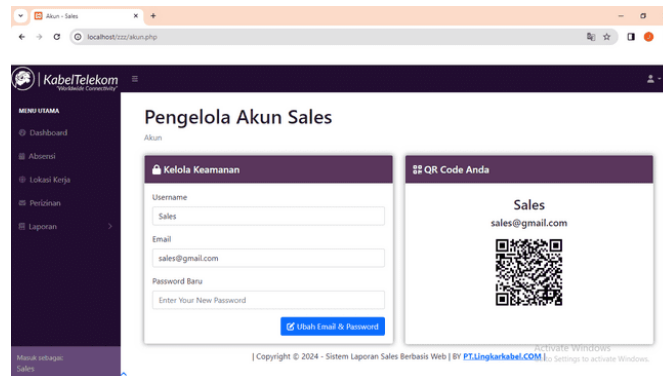 Akun - Sales
localhost/zzz/akun.php
KabelTelekom
"Worldwide Connectivity"
MENU UTAMA
Dashboard
Absensi
Lokasi Kerja
Perizinan
Laporan
Masuk sebagai:
Sales
Pengelola Akun Sales
Akun
Kelola Keamanan
Username
Sales
Email
sales@gmail.com
Password Baru
Enter Your New Password
Ubah Email & Password
QR Code Anda
Sales
sales@gmail.com
Activate Windows
Go to Settings to activate Windows.
| Copyright © 2024 - Sistem Laporan Sales Berbasis Web | BY PT.Lingkarkabel.COM |